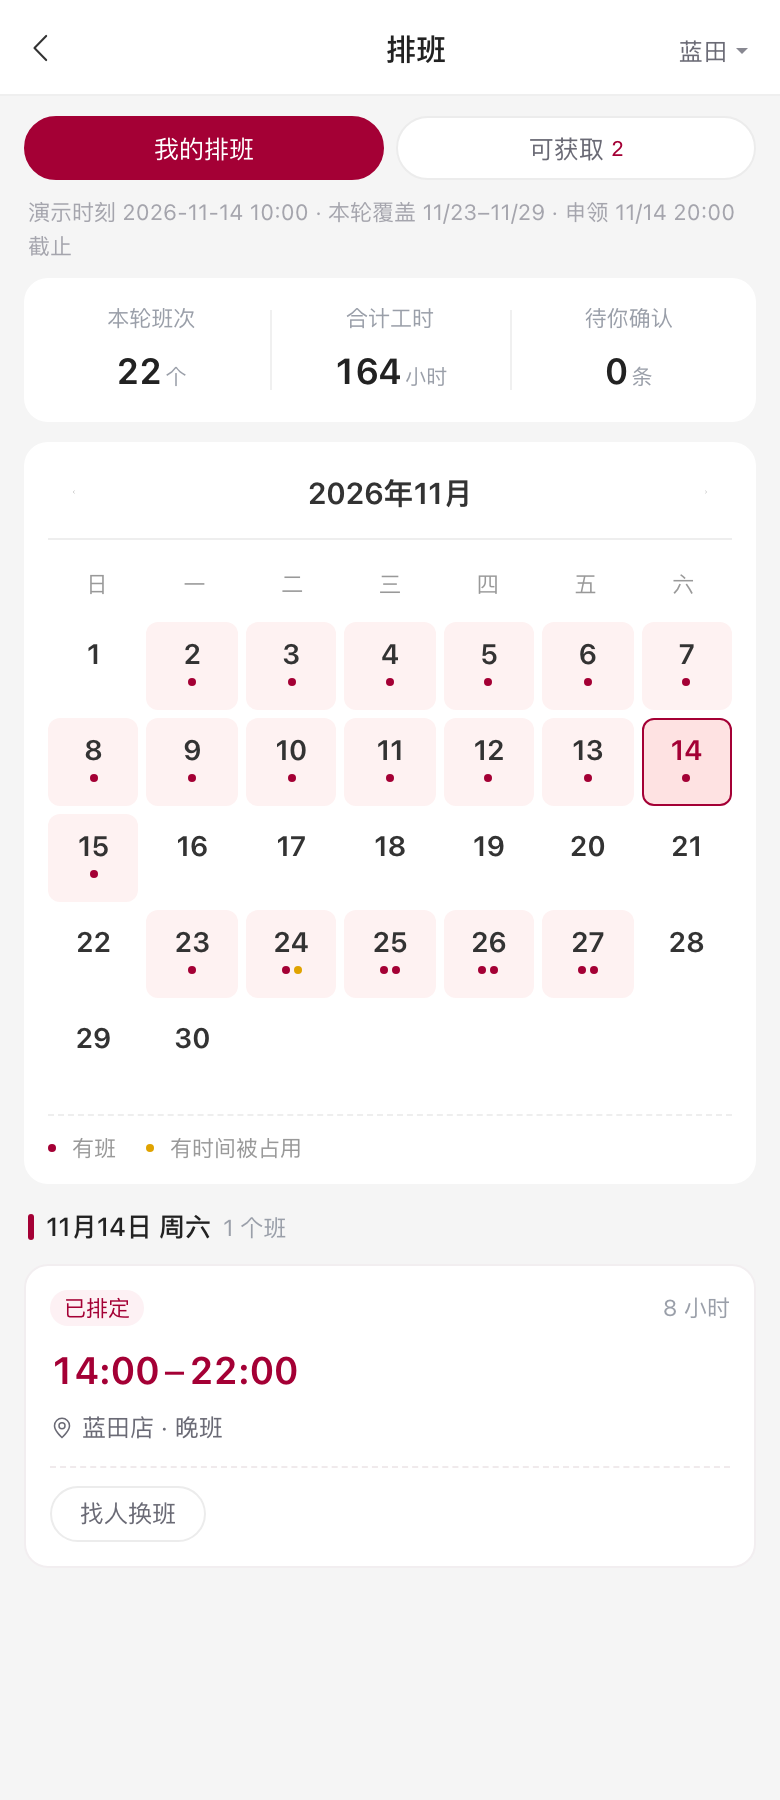 排班
蓝田
我的排班
可获取 2
演示时刻 2026-11-14 10:00 · 本轮覆盖 11/23–11/29 · 申领 11/14 20:00
截止
本轮班次 合计工时 待你确认
22个 164小时 0条
2026年11月
日 一 二 三 四 五 六
1 2 3 4 5 6 7
8 9 10 11 12 13 14
15 16 17 18 19 20 21
22 23 24 25 26 27 28
29 30
有班 有时间被占用
11月14日 周六 1 个班
已排定 8 小时
14:00–22:00
蓝田店 · 晚班
找人换班